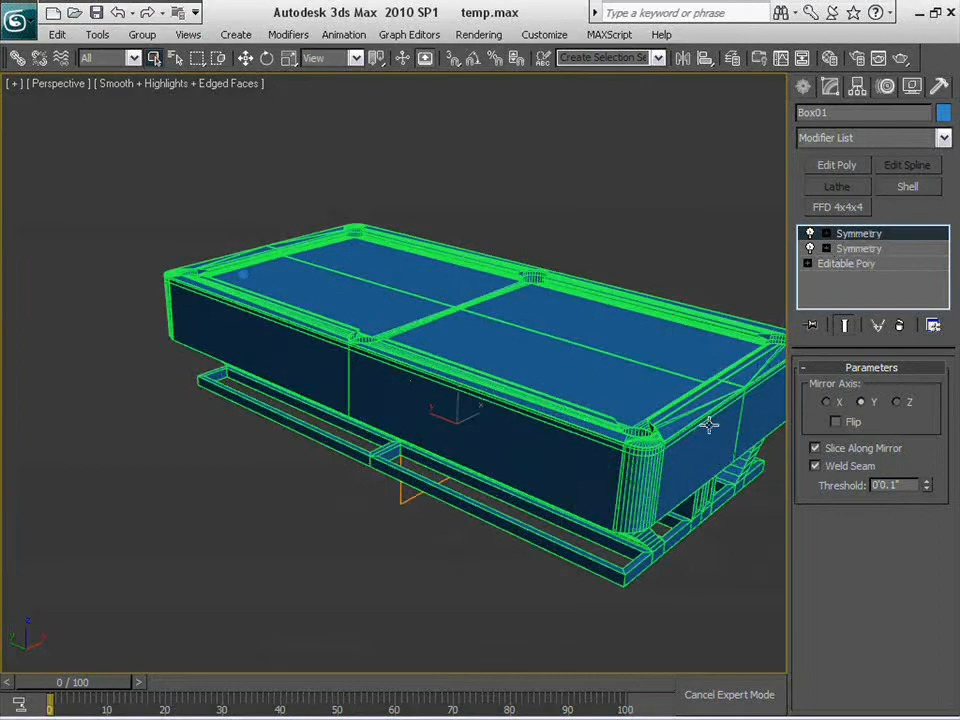 Autodesk 3ds Max 2010 SP1 temp.max
Type a keyword or phrase
Edit Tools Group Views Create Modifiers Animation Graph Editors Rendering Customize MAXScript Help
All
View
Create Selection Se
[ + ] [ Perspective ] [ Smooth + Highlights + Edged Faces ]
Box01
Modifier List
Edit Poly Edit Spline
Lathe Shell
FFD 4x4x4
Symmetry
Symmetry
Editable Poly
Parameters
Mirror Axis:
X Y Z
Flip
Slice Along Mirror
Weld Seam
Threshold: 0'0.1"
0 / 100
Cancel Expert Mode
0 10 20 30 40 50 60 70 80 90 100